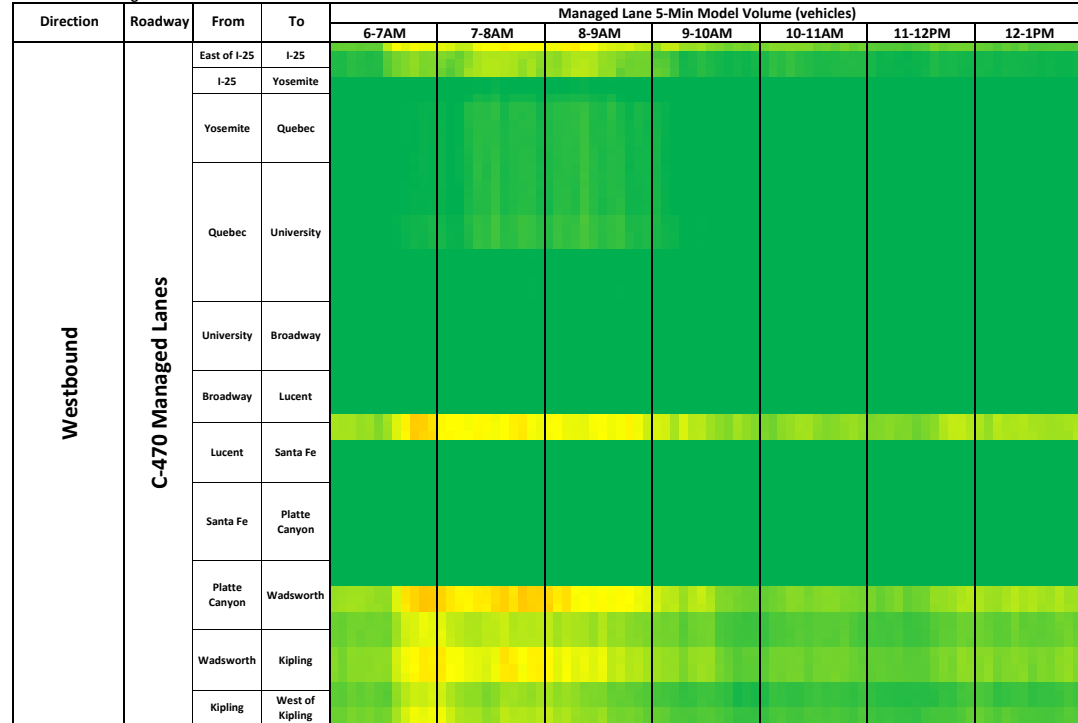 Direction Roadway From To Managed Lane 5-Min Model Volume (vehicles)
6-7AM 7-8AM 8-9AM 9-10AM 10-11AM 11-12PM 12-1PM
Westbound
C-470 Managed Lanes
East of I-25 I-25
I-25 Yosemite
Yosemite Quebec
Quebec University
University Broadway
Broadway Lucent
Lucent Santa Fe
Santa Fe Platte
Canyon
Platte
Canyon Wadsworth
Wadsworth Kipling
Kipling West of
Kipling